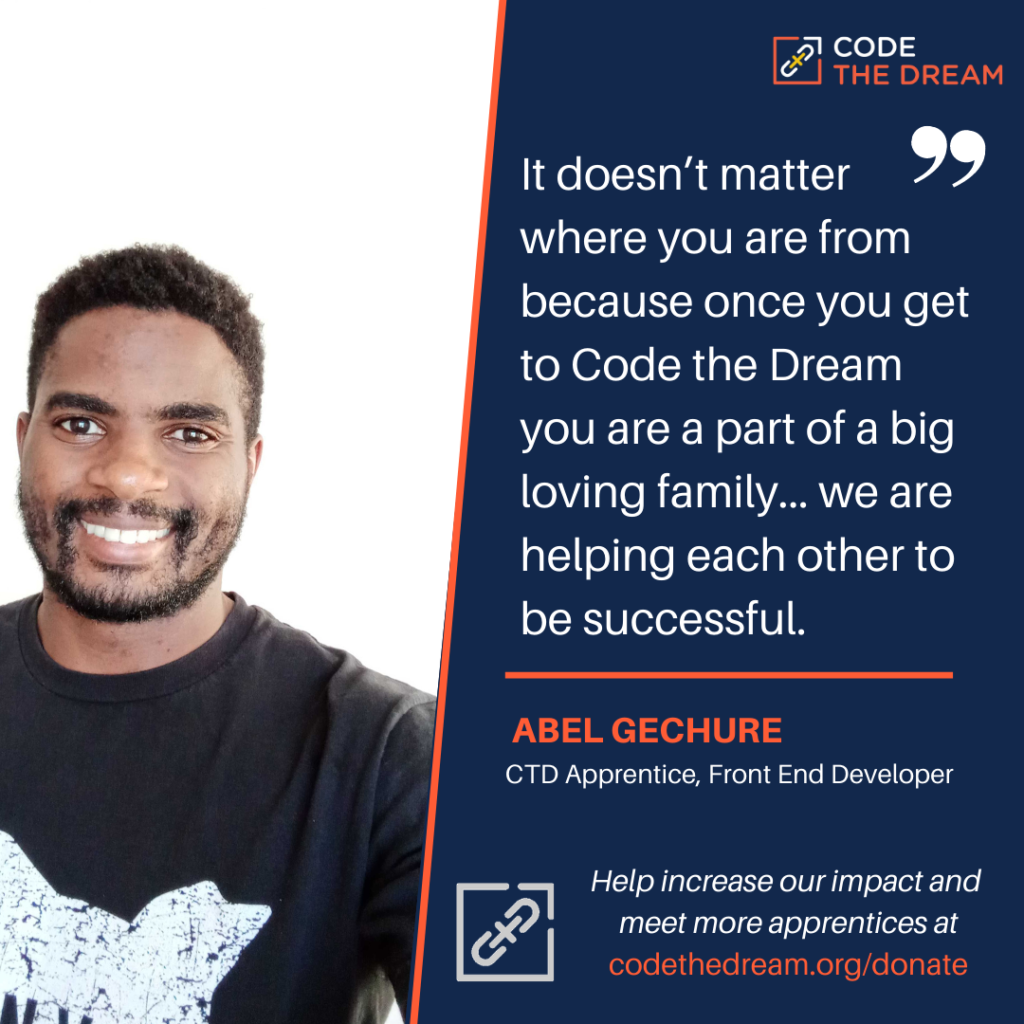 CODE
THE DREAM
It doesn’t matter ”
where you are from
because once you get
to Code the Dream
you are a part of a big
loving family... we are
helping each other to
be successful.
ABEL GECHURE
CTD Apprentice, Front End Developer
Help increase our impact and
meet more apprentices at
codethedream.org/donate